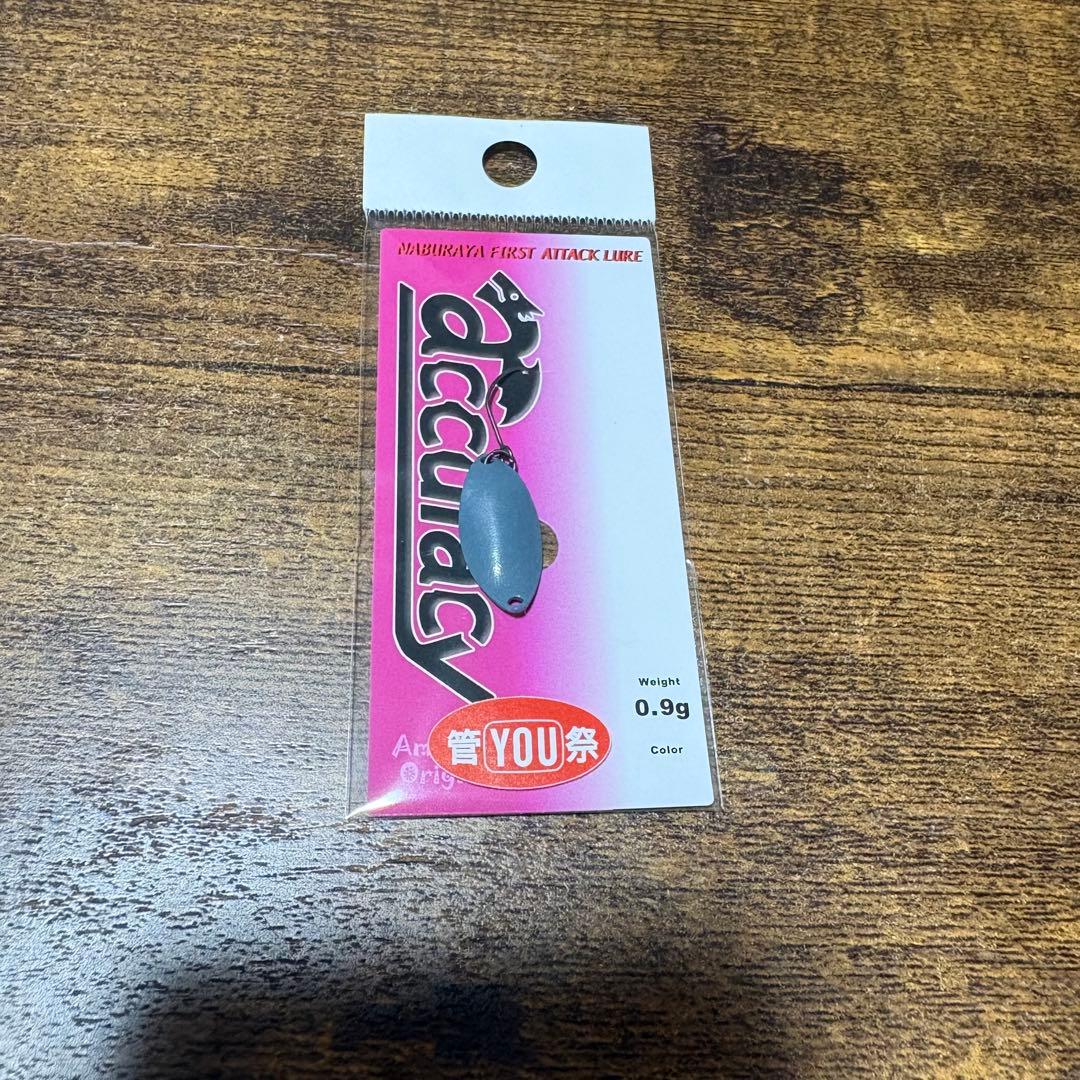 NABURAYA FIRST ATTACK LURE
accuracy
Weight
0.9g
Color
管YOU祭